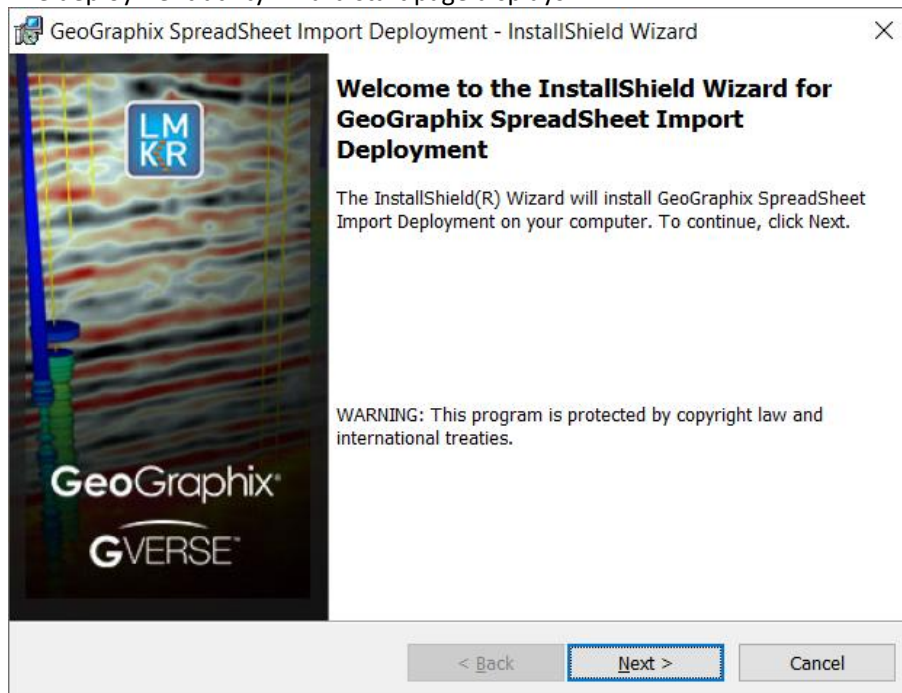 GeoGraphix SpreadSheet Import Deployment - InstallShield Wizard
LM
KR
Welcome to the InstallShield Wizard for
GeoGraphix SpreadSheet Import
Deployment
The InstallShield(R) Wizard will install GeoGraphix SpreadSheet
Import Deployment on your computer. To continue, click Next.
WARNING: This program is protected by copyright law and
international treaties.
GeoGraphix®
GVERSE™
< Back
Next >
Cancel